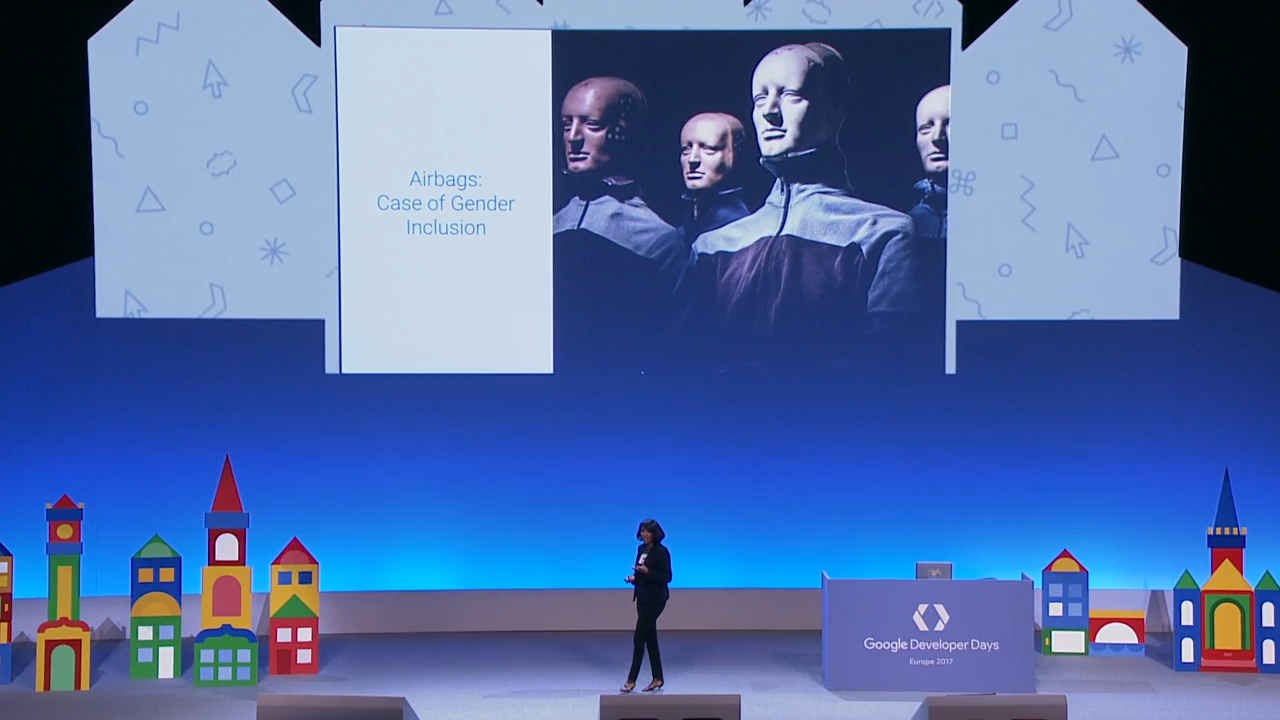 Airbags:
Case of Gender
Inclusion
Google Developer Days
Europe 2017